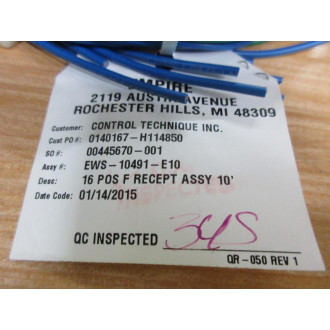 MPIRE
2119 AUSTIN AVENUE
ROCHESTER HILLS, MI 48309
Customer: CONTROL TECHNIQUE INC.
Cust PO #: 0140167-H114850
SO #: 00445670-001
Assy #: EWS-10491-E10
Desc: 16 POS F RECEPT ASSY 10'
Date Code: 01/14/2015
INSPECTED
QC INSPECTED
QR-050 REV 1